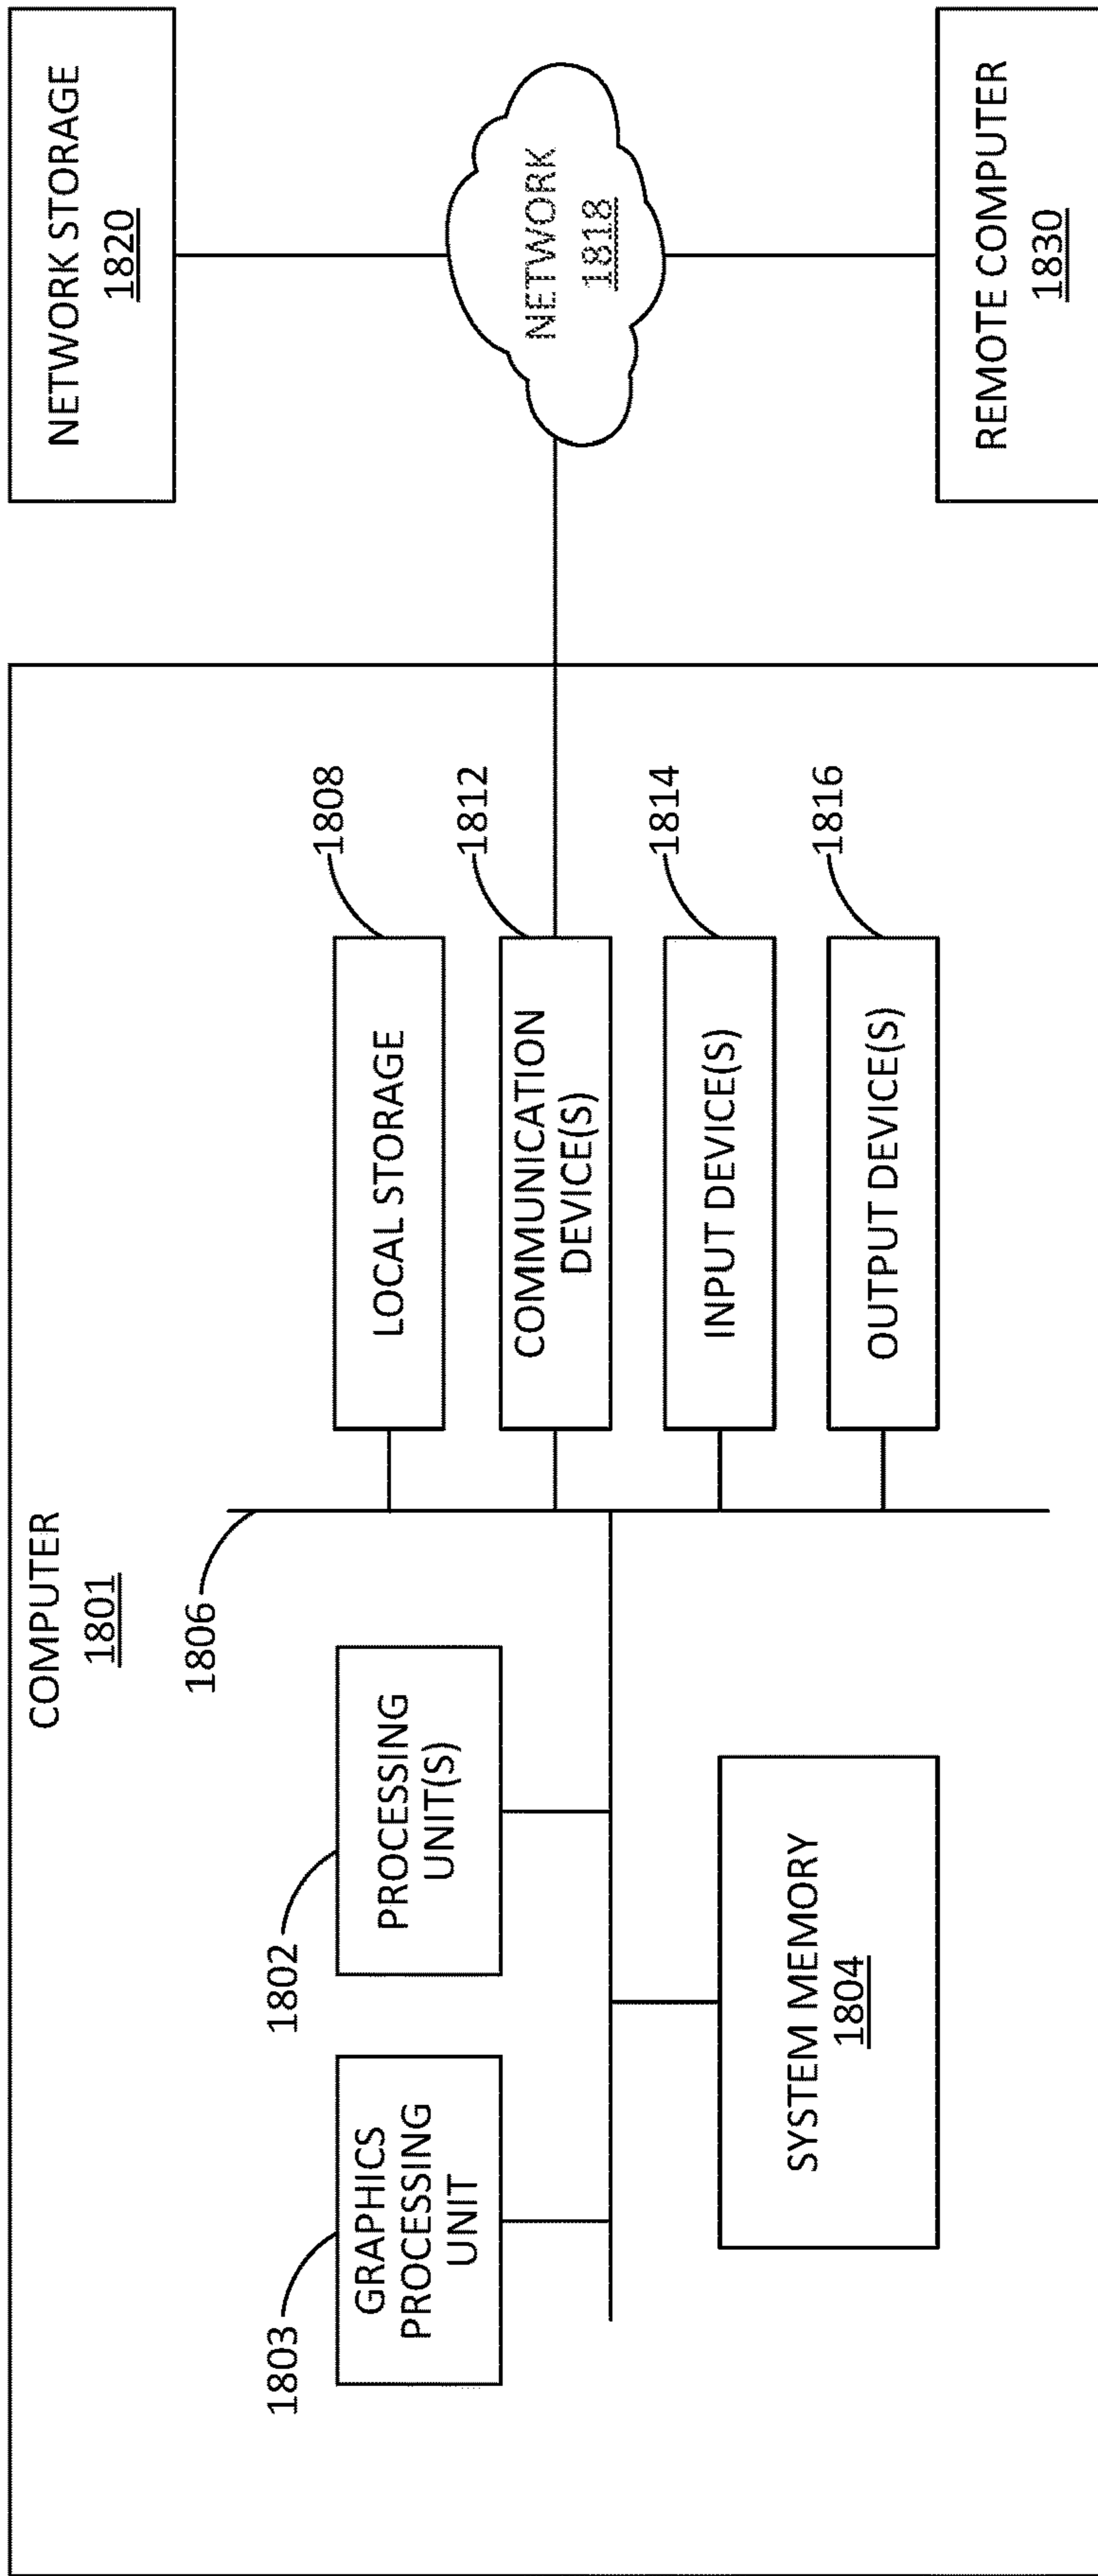 COMPUTER
1801
1803
GRAPHICS
PROCESSING
UNIT
1802
PROCESSING
UNIT(S)
SYSTEM MEMORY
1804
1806
LOCAL STORAGE
1808
COMMUNICATION
DEVICE(S)
1812
INPUT DEVICE(S)
1814
OUTPUT DEVICE(S)
1816
NETWORK STORAGE
1820
NETWORK
1818
REMOTE COMPUTER
1830